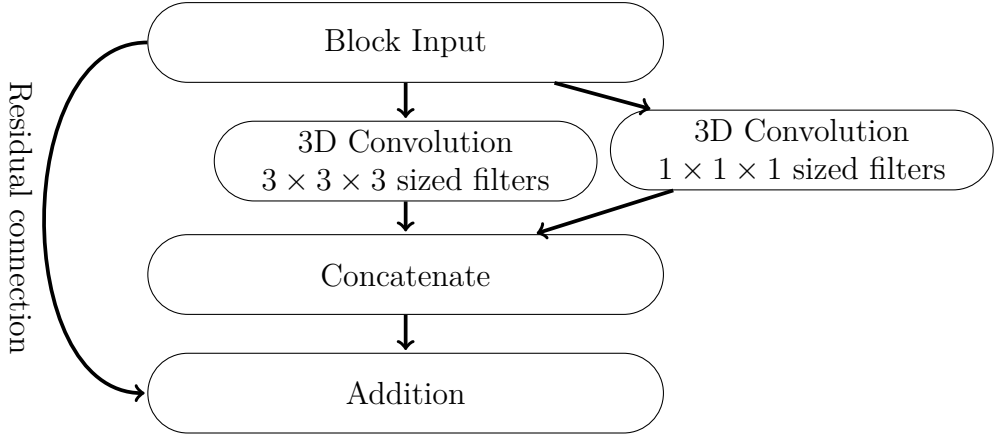 Block Input
3D Convolution
3 × 3 × 3 sized filters
3D Convolution
1 × 1 × 1 sized filters
Concatenate
Addition
Residual connection